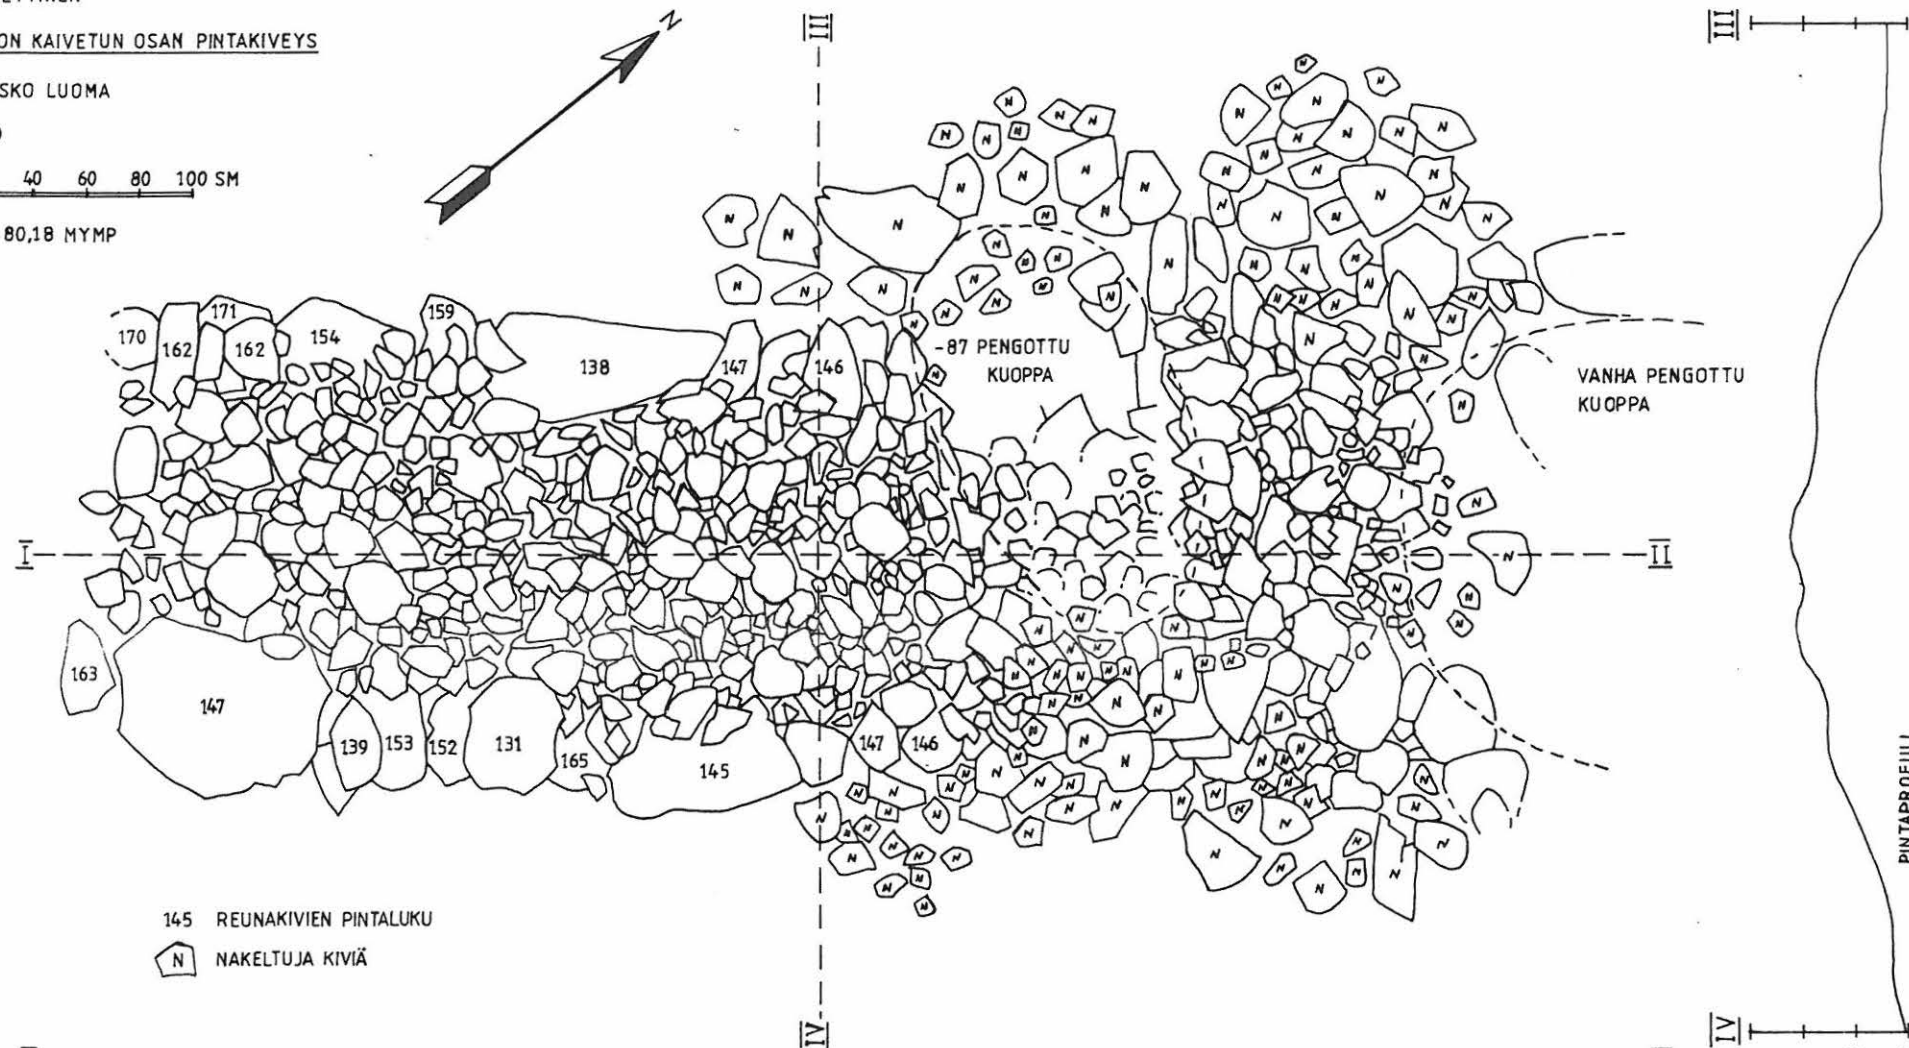 ON KAIVETUN OSAN PINTAKIVEYS
SKO LUOMA
40 60 80 100 SM
80,18 MYMP
N
III
III
170 162 171 162 154 159 138 147 146
-87 PENGOTTU
KUOPPA
VANHA PENGOTTU
KUOPPA
I
II
163 147 139 153 152 131 165 145 147 146
145 REUNAKIVIEN PINTALUKU
N NAKELTUJA KIVIÄ
IV
IV
PINTAPROFIILI